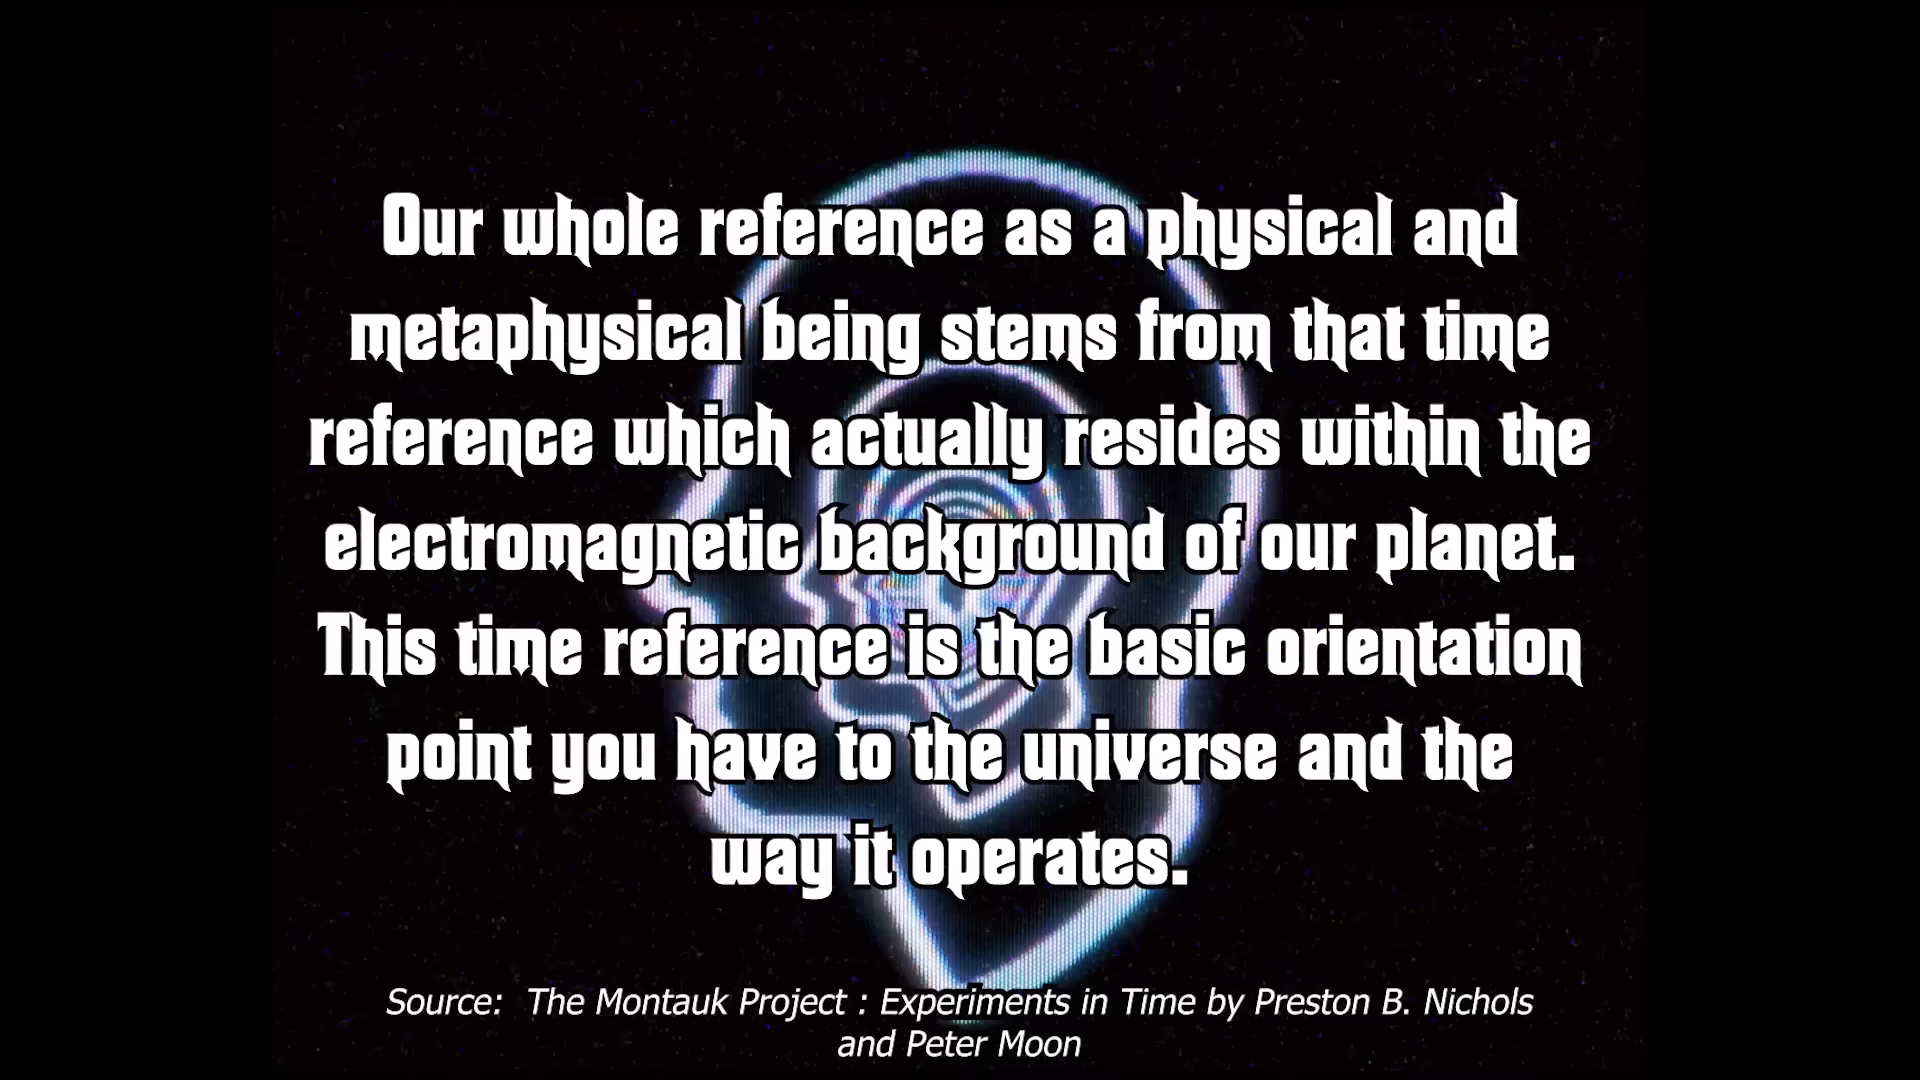 Our whole reference as a physical and
metaphysical being stems from that time
reference which actually resides within the
electromagnetic background of our planet.
This time reference is the basic orientation
point you have to the universe and the
way it operates.
Source: The Montauk Project : Experiments in Time by Preston B. Nichols
and Peter Moon